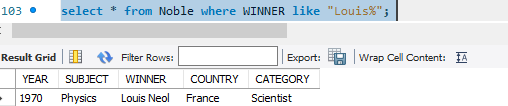 103 select * from Noble where WINNER like "Louis%";
Result Grid Filter Rows: Export: Wrap Cell Content:
YEAR SUBJECT WINNER COUNTRY CATEGORY
1970 Physics Louis Neol France Scientist